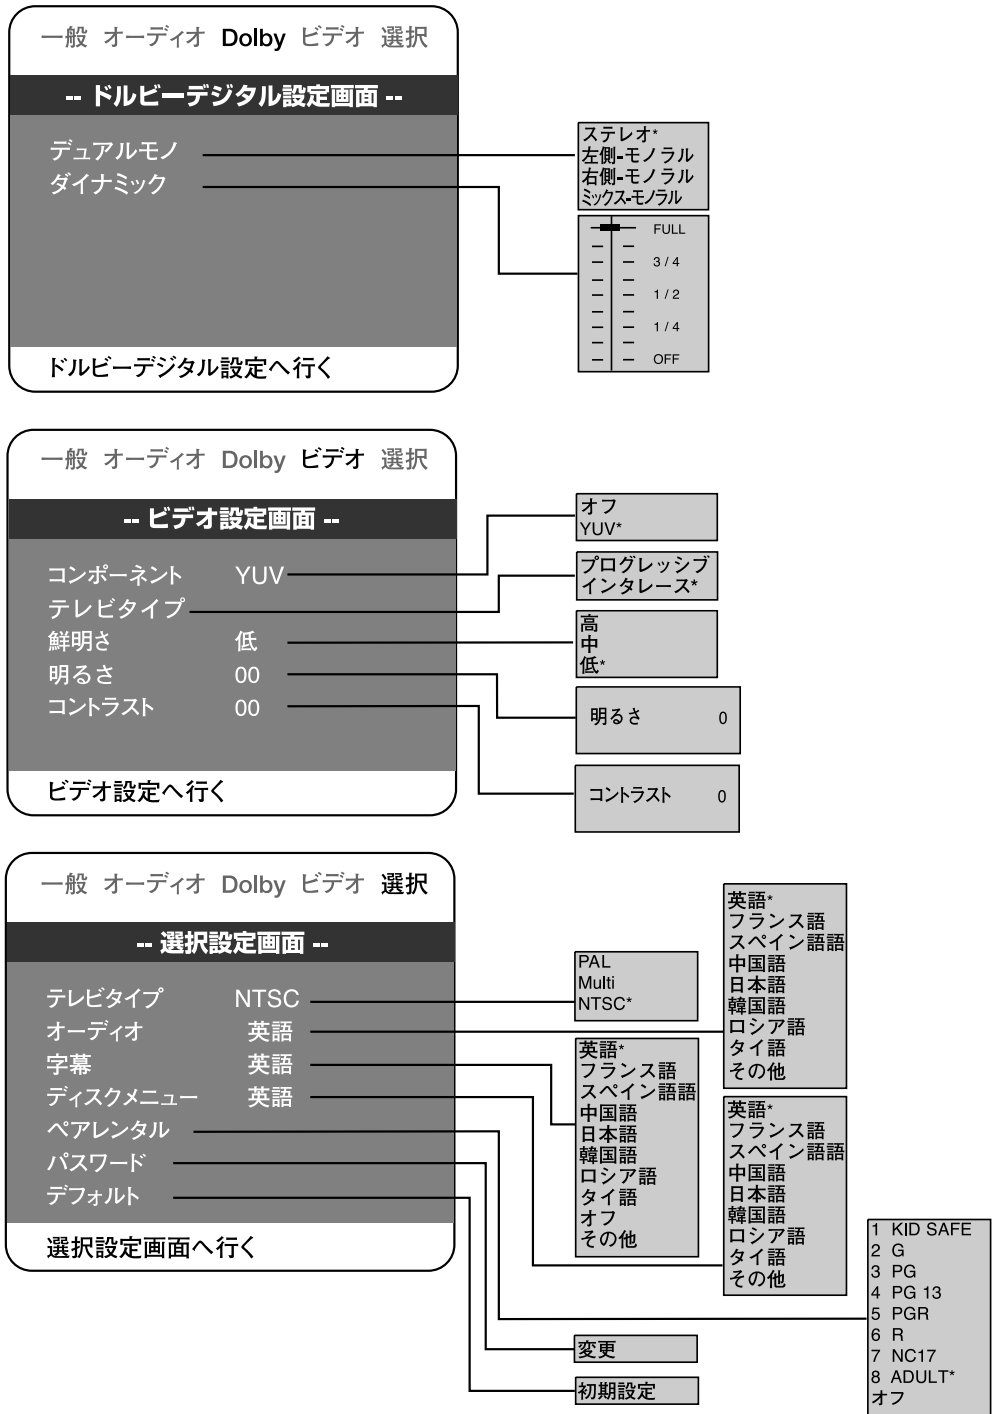 一般 オーディオ Dolby ビデオ 選択
-- ドルビーデジタル設定画面 --
デュアルモノ
ダイナミック
ドルビーデジタル設定へ行く
ステレオ*
左側-モノラル
右側-モノラル
ミックス-モノラル
FULL
3 / 4
1 / 2
1 / 4
OFF
一般 オーディオ Dolby ビデオ 選択
-- ビデオ設定画面 --
コンポーネント YUV
テレビタイプ
鮮明さ 低
明るさ 00
コントラスト 00
ビデオ設定へ行く
オフ
YUV*
プログレッシブ
インタレース*
高
中
低*
明るさ 0
コントラスト 0
一般 オーディオ Dolby ビデオ 選択
-- 選択設定画面 --
テレビタイプ NTSC
オーディオ 英語
字幕 英語
ディスクメニュー 英語
ペアレンタル
パスワード
デフォルト
選択設定画面へ行く
PAL
Multi
NTSC*
英語*
フランス語
スペイン語語
中国語
日本語
韓国語
ロシア語
タイ語
その他
英語*
フランス語
スペイン語語
中国語
日本語
韓国語
ロシア語
タイ語
オフ
その他
英語*
フランス語
スペイン語語
中国語
日本語
韓国語
ロシア語
タイ語
その他
1 KID SAFE
2 G
3 PG
4 PG 13
5 PGR
6 R
7 NC17
8 ADULT*
オフ
変更
初期設定